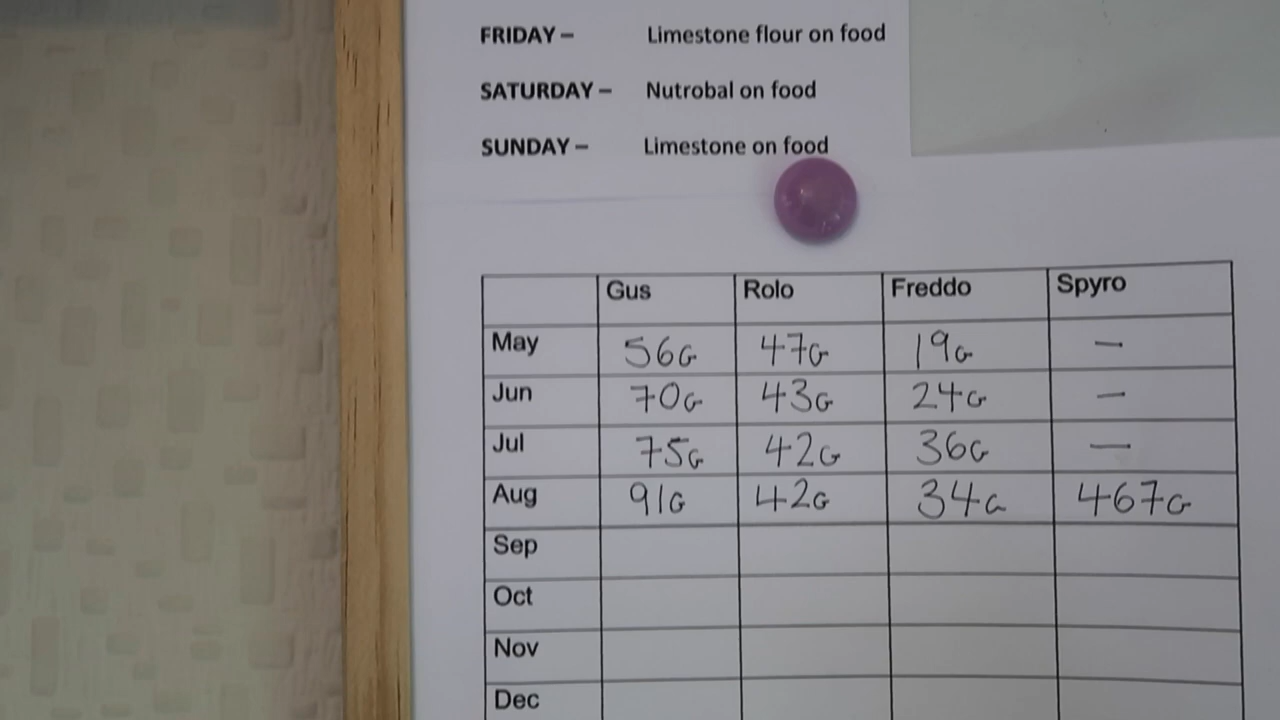 FRIDAY – Limestone flour on food
SATURDAY – Nutrobal on food
SUNDAY – Limestone on food
Gus Rolo Freddo Spyro
May 56G 47G 19G –
Jun 70G 43G 24G –
Jul 75G 42G 36G –
Aug 91G 42G 34G 467G
Sep
Oct
Nov
Dec